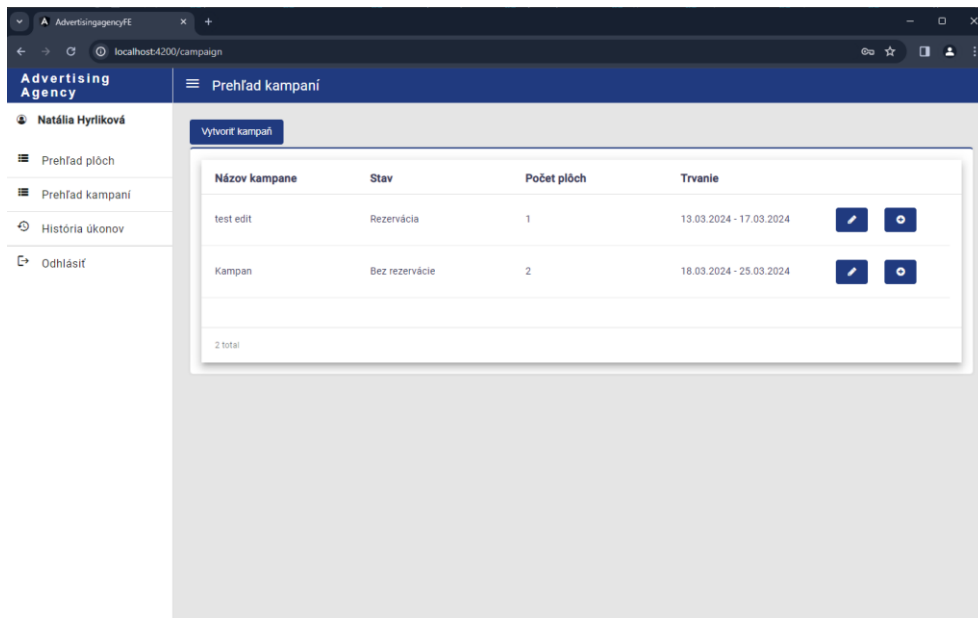 AdvertisingagencyFE
localhost:4200/campaign
Advertising
Agency
Prehľad kampaní
Natália Hyrliková
Prehľad plôch
Prehľad kampaní
História úkonov
Odhlásiť
Vytvoriť kampaň
Názov kampane Stav Počet plôch Trvanie
test edit Rezervácia 1 13.03.2024 - 17.03.2024
Kampan Bez rezervácie 2 18.03.2024 - 25.03.2024
2 total